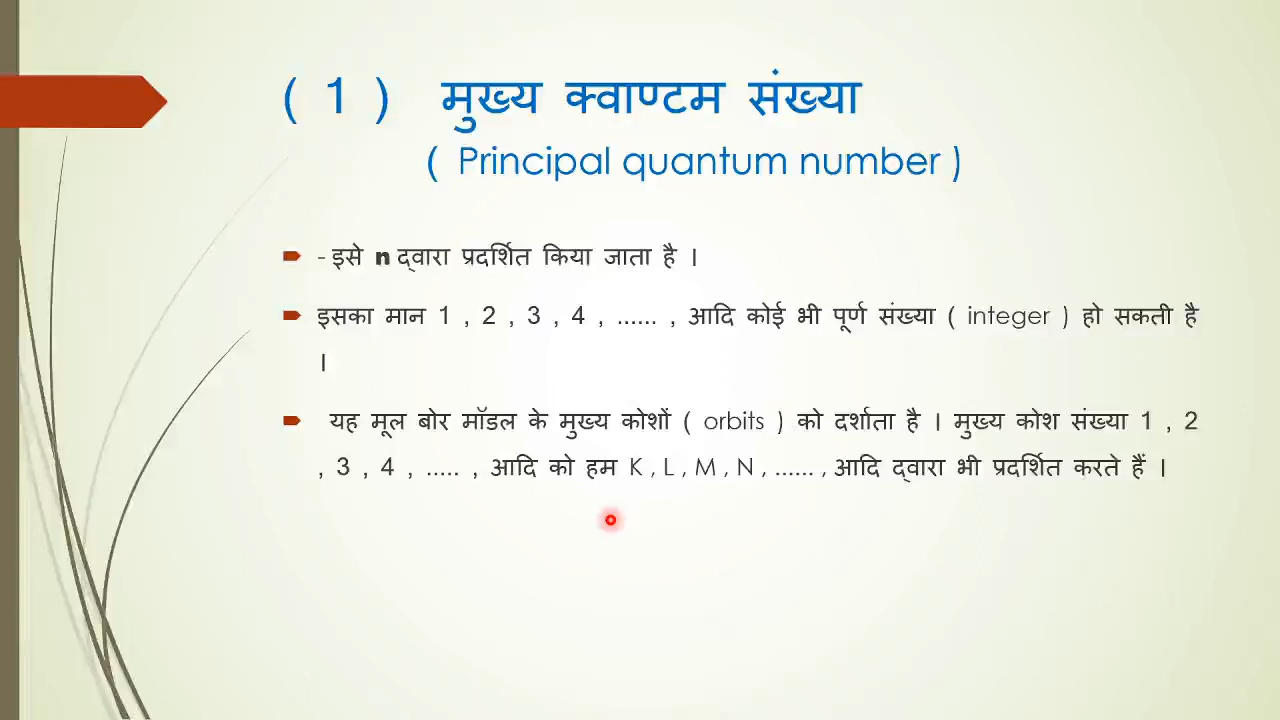 ( 1 ) मुख्य क्वाण्टम संख्या
( Principal quantum number )
- इसे n द्वारा प्रदर्शित किया जाता है ।
इसका मान 1 , 2 , 3 , 4 , ...... , आदि कोई भी पूर्ण संख्या ( integer ) हो सकती है
।
यह मूल बोर मॉडल के मुख्य कोशों ( orbits ) को दर्शाता है । मुख्य कोश संख्या 1 , 2
, 3 , 4 , ..... , आदि को हम K , L , M , N , ...... , आदि द्वारा भी प्रदर्शित करते हैं ।